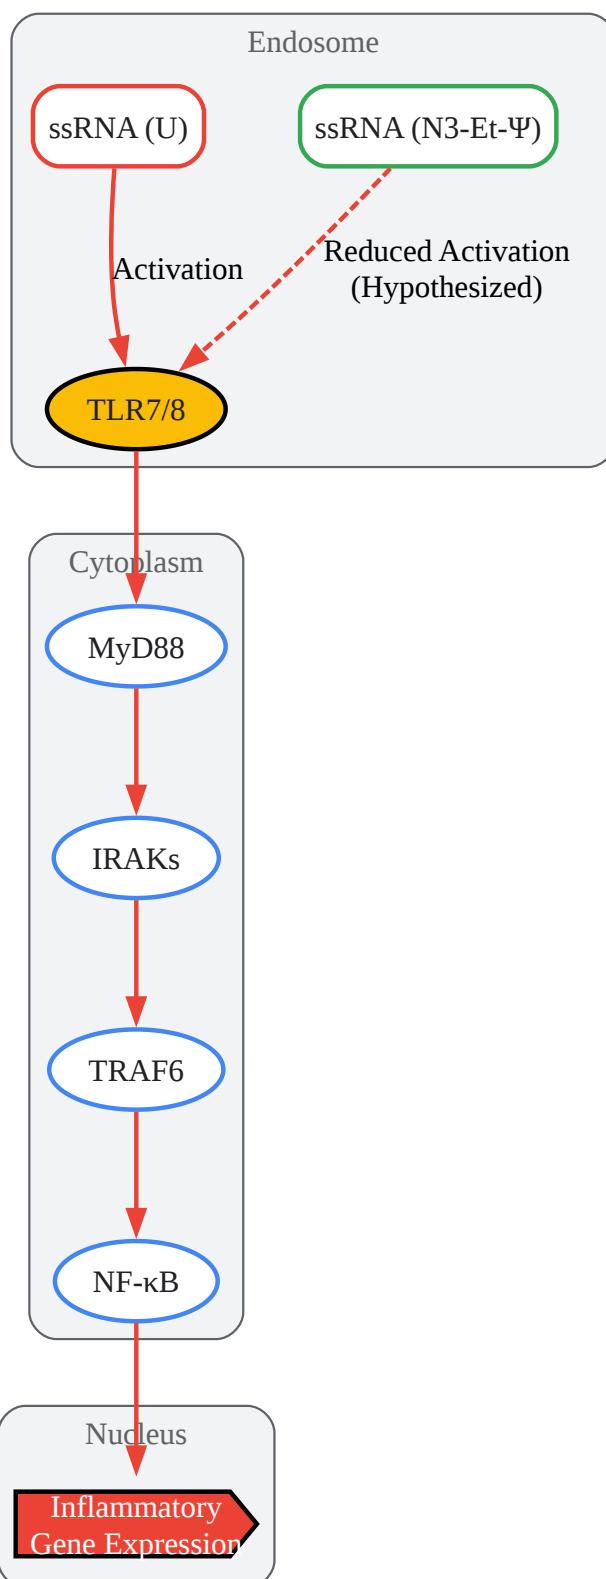 Endosome
ssRNA (U)
ssRNA (N3-Et-Ψ)
Activation
Reduced Activation
(Hypothesized)
TLR7/8
Cytoplasm
MyD88
IRAKs
TRAF6
NF-κB
Nucleus
Inflammatory
Gene Expression